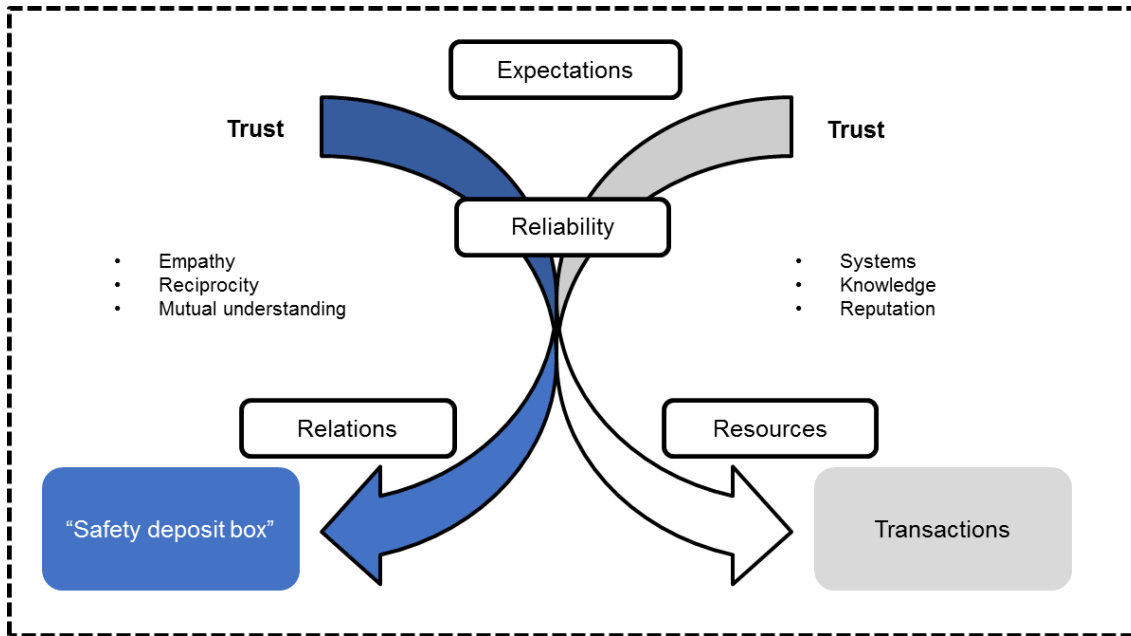 Expectations
Trust
Trust
Reliability
• Empathy
• Reciprocity
• Mutual understanding
• Systems
• Knowledge
• Reputation
Relations
Resources
“Safety deposit box”
Transactions